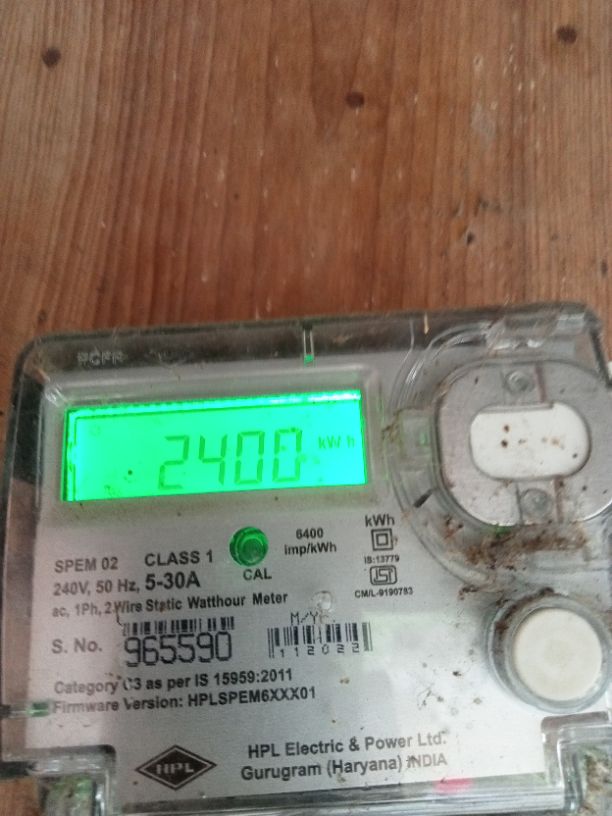 2400 kWh
6400
imp/kWh
kWh
IS:13779
SPEM 02 CLASS 1
240V, 50 Hz, 5-30A
CAL
CM/L-9190783
ac, 1Ph, 2 Wire Static Watthour Meter
S. No. 965590
112022
Category C3 as per IS 15959:2011
Firmware Version: HPLSPEM6XXX01
HPL
HPL Electric & Power Ltd.
Gurugram (Haryana) INDIA